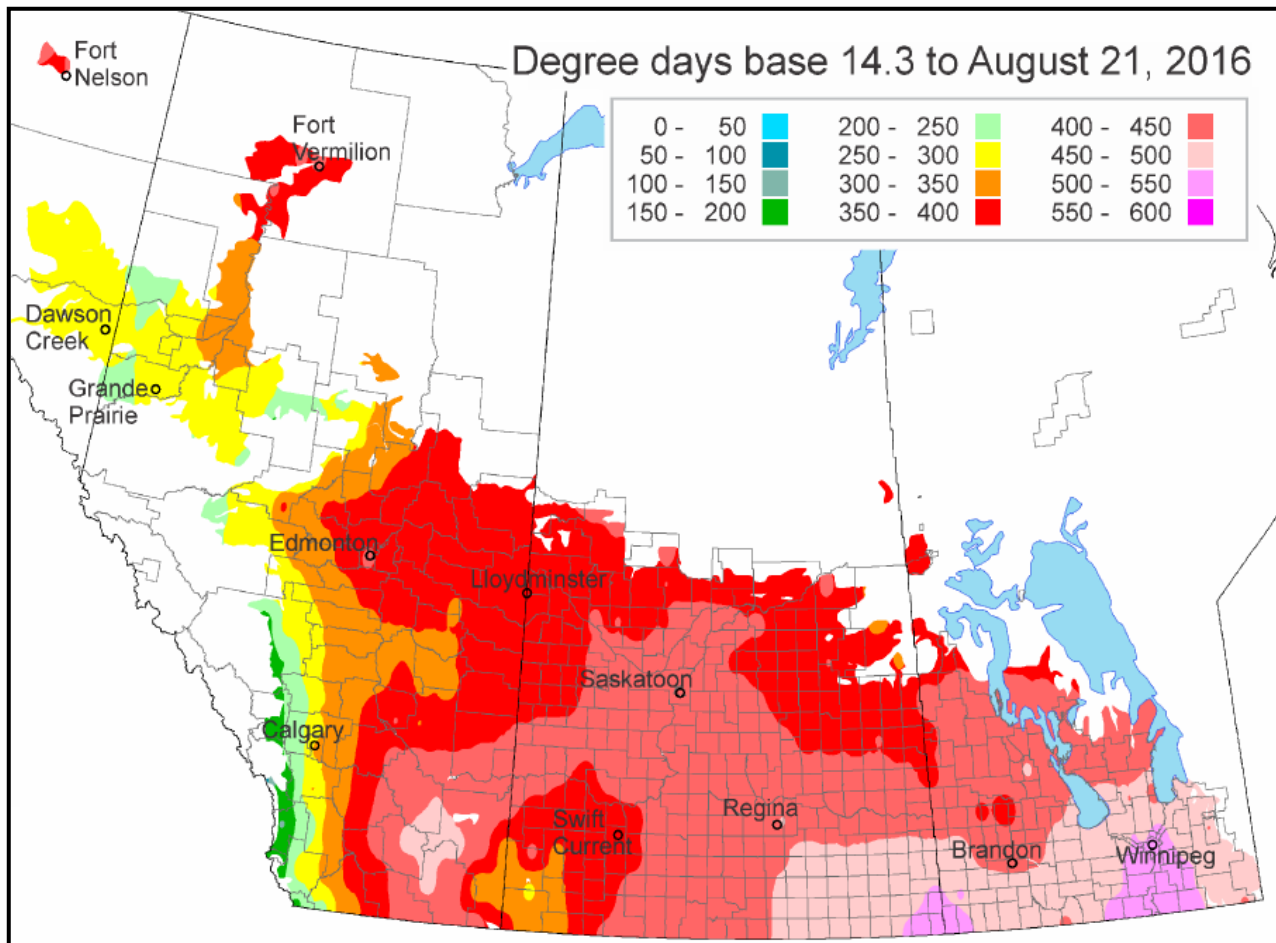 Degree days base 14.3 to August 21, 2016
0 - 50
50 - 100
100 - 150
150 - 200
200 - 250
250 - 300
300 - 350
350 - 400
400 - 450
450 - 500
500 - 550
550 - 600
Fort
Nelson
Fort
Vermilion
Dawson
Creek
Grande
Prairie
Edmonton
Lloydminster
Saskatoon
Calgary
Swift
Current
Regina
Brandon
Winnipeg